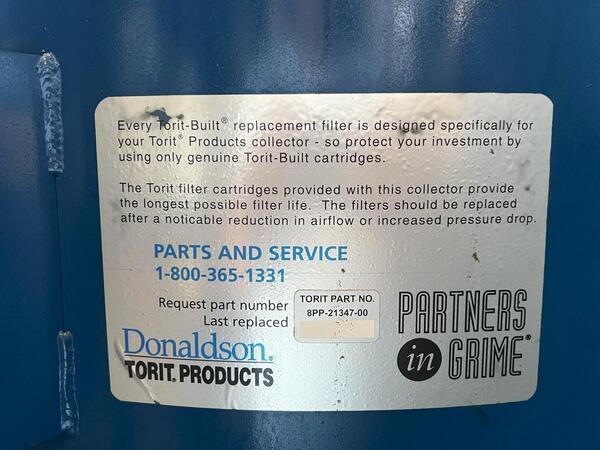 Every Torit-Built® replacement filter is designed specifically for
your Torit® Products collector - so protect your investment by
using only genuine Torit-Built cartridges.
The Torit filter cartridges provided with this collector provide
the longest possible filter life. The filters should be replaced
after a noticable reduction in airflow or increased pressure drop.
PARTS AND SERVICE
1-800-365-1331
Request part number
Last replaced
TORIT PART NO.
8PP-21347-00
Donaldson.
TORIT. PRODUCTS
PARTNERS
in GRIME®